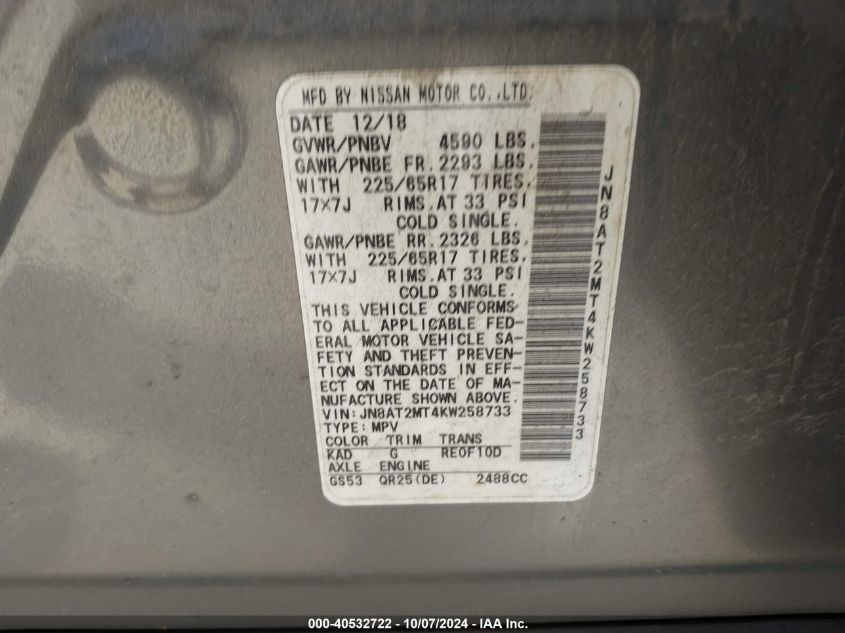 MFD BY NISSAN MOTOR CO.,LTD.
DATE 12/18
GVWR/PNBV 4590 LBS.
GAWR/PNBE FR. 2293 LBS.
WITH 225/65R17 TIRES.
17×7J RIMS.AT 33 PSI
COLD SINGLE.
GAWR/PNBE RR. 2326 LBS.
WITH 225/65R17 TIRES.
17×7J RIMS.AT 33 PSI
COLD SINGLE.
THIS VEHICLE CONFORMS
TO ALL APPLICABLE FED-
ERAL MOTOR VEHICLE SA-
FETY AND THEFT PREVEN-
TION STANDARDS IN EFF-
ECT ON THE DATE OF MA-
NUFACTURE SHOWN ABOVE.
VIN:JN8AT2MT4KW258733
TYPE:MPV
COLOR TRIM TRANS
KAD G RE0F10D
AXLE ENGINE
GS53 QR25(DE) 2488CC
JN8AT2MT4KW258733
000-40532722 - 10/07/2024 - IAA Inc.